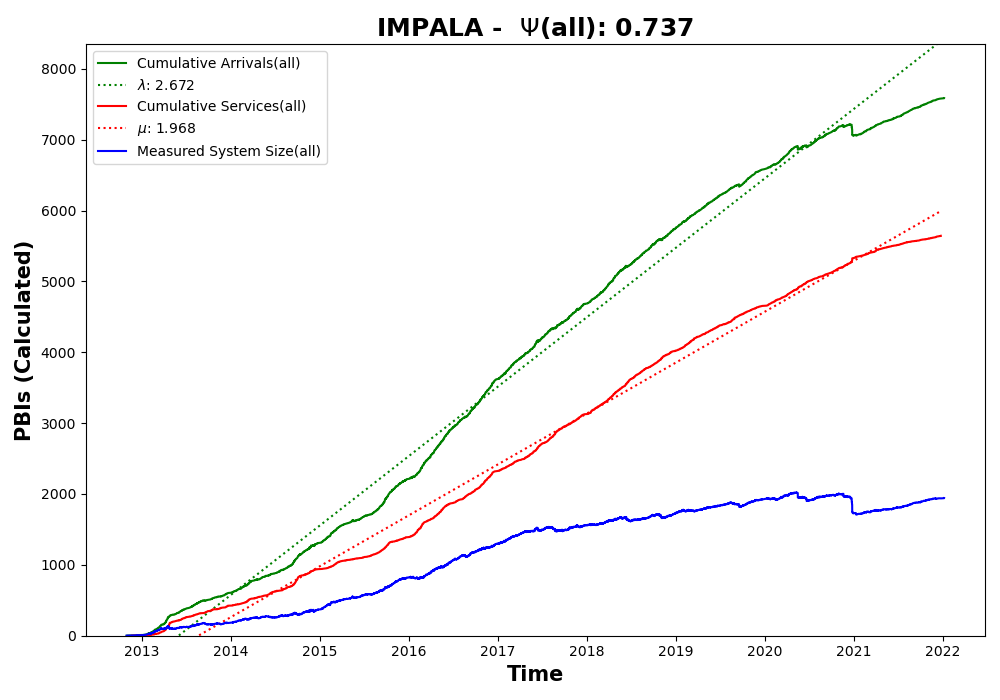 IMPALA -  Ψ(all): 0.737
Cumulative Arrivals(all)
λ: 2.672
Cumulative Services(all)
μ: 1.968
Measured System Size(all)
PBIs (Calculated)
8000
7000
6000
5000
4000
3000
2000
1000
0
2013 2014 2015 2016 2017 2018 2019 2020 2021 2022
Time